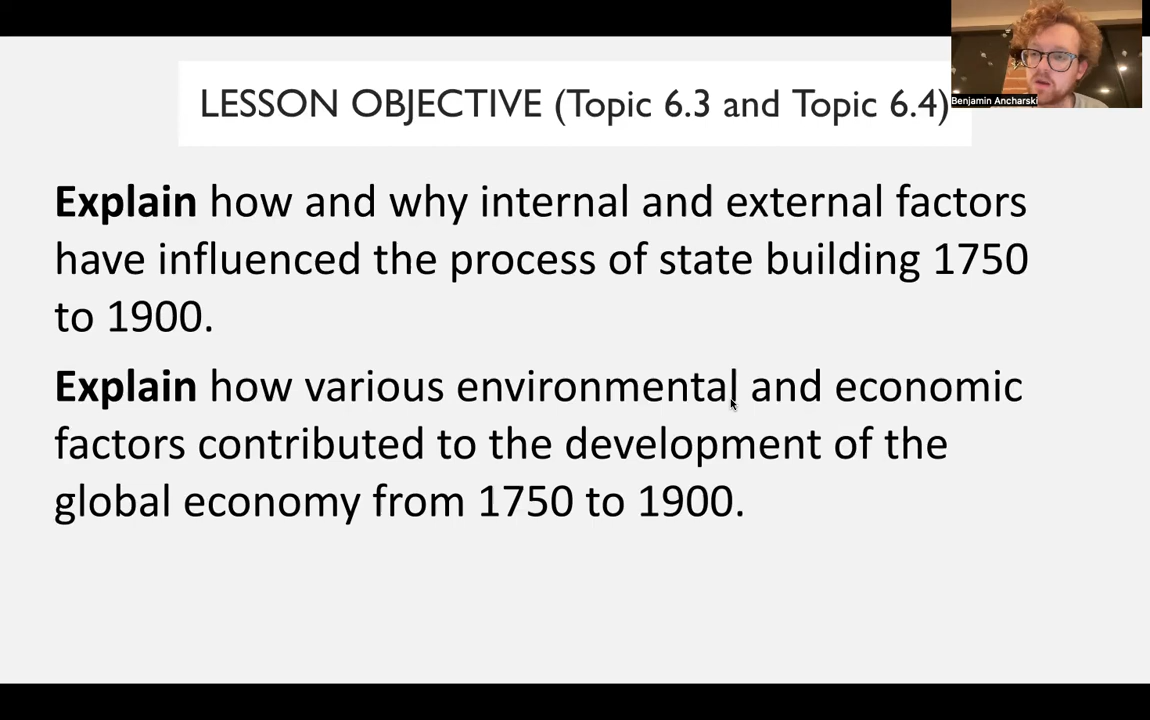 LESSON OBJECTIVE (Topic 6.3 and Topic 6.4)
Benjamin Ancharski
Explain how and why internal and external factors
have influenced the process of state building 1750
to 1900.
Explain how various environmental and economic
factors contributed to the development of the
global economy from 1750 to 1900.